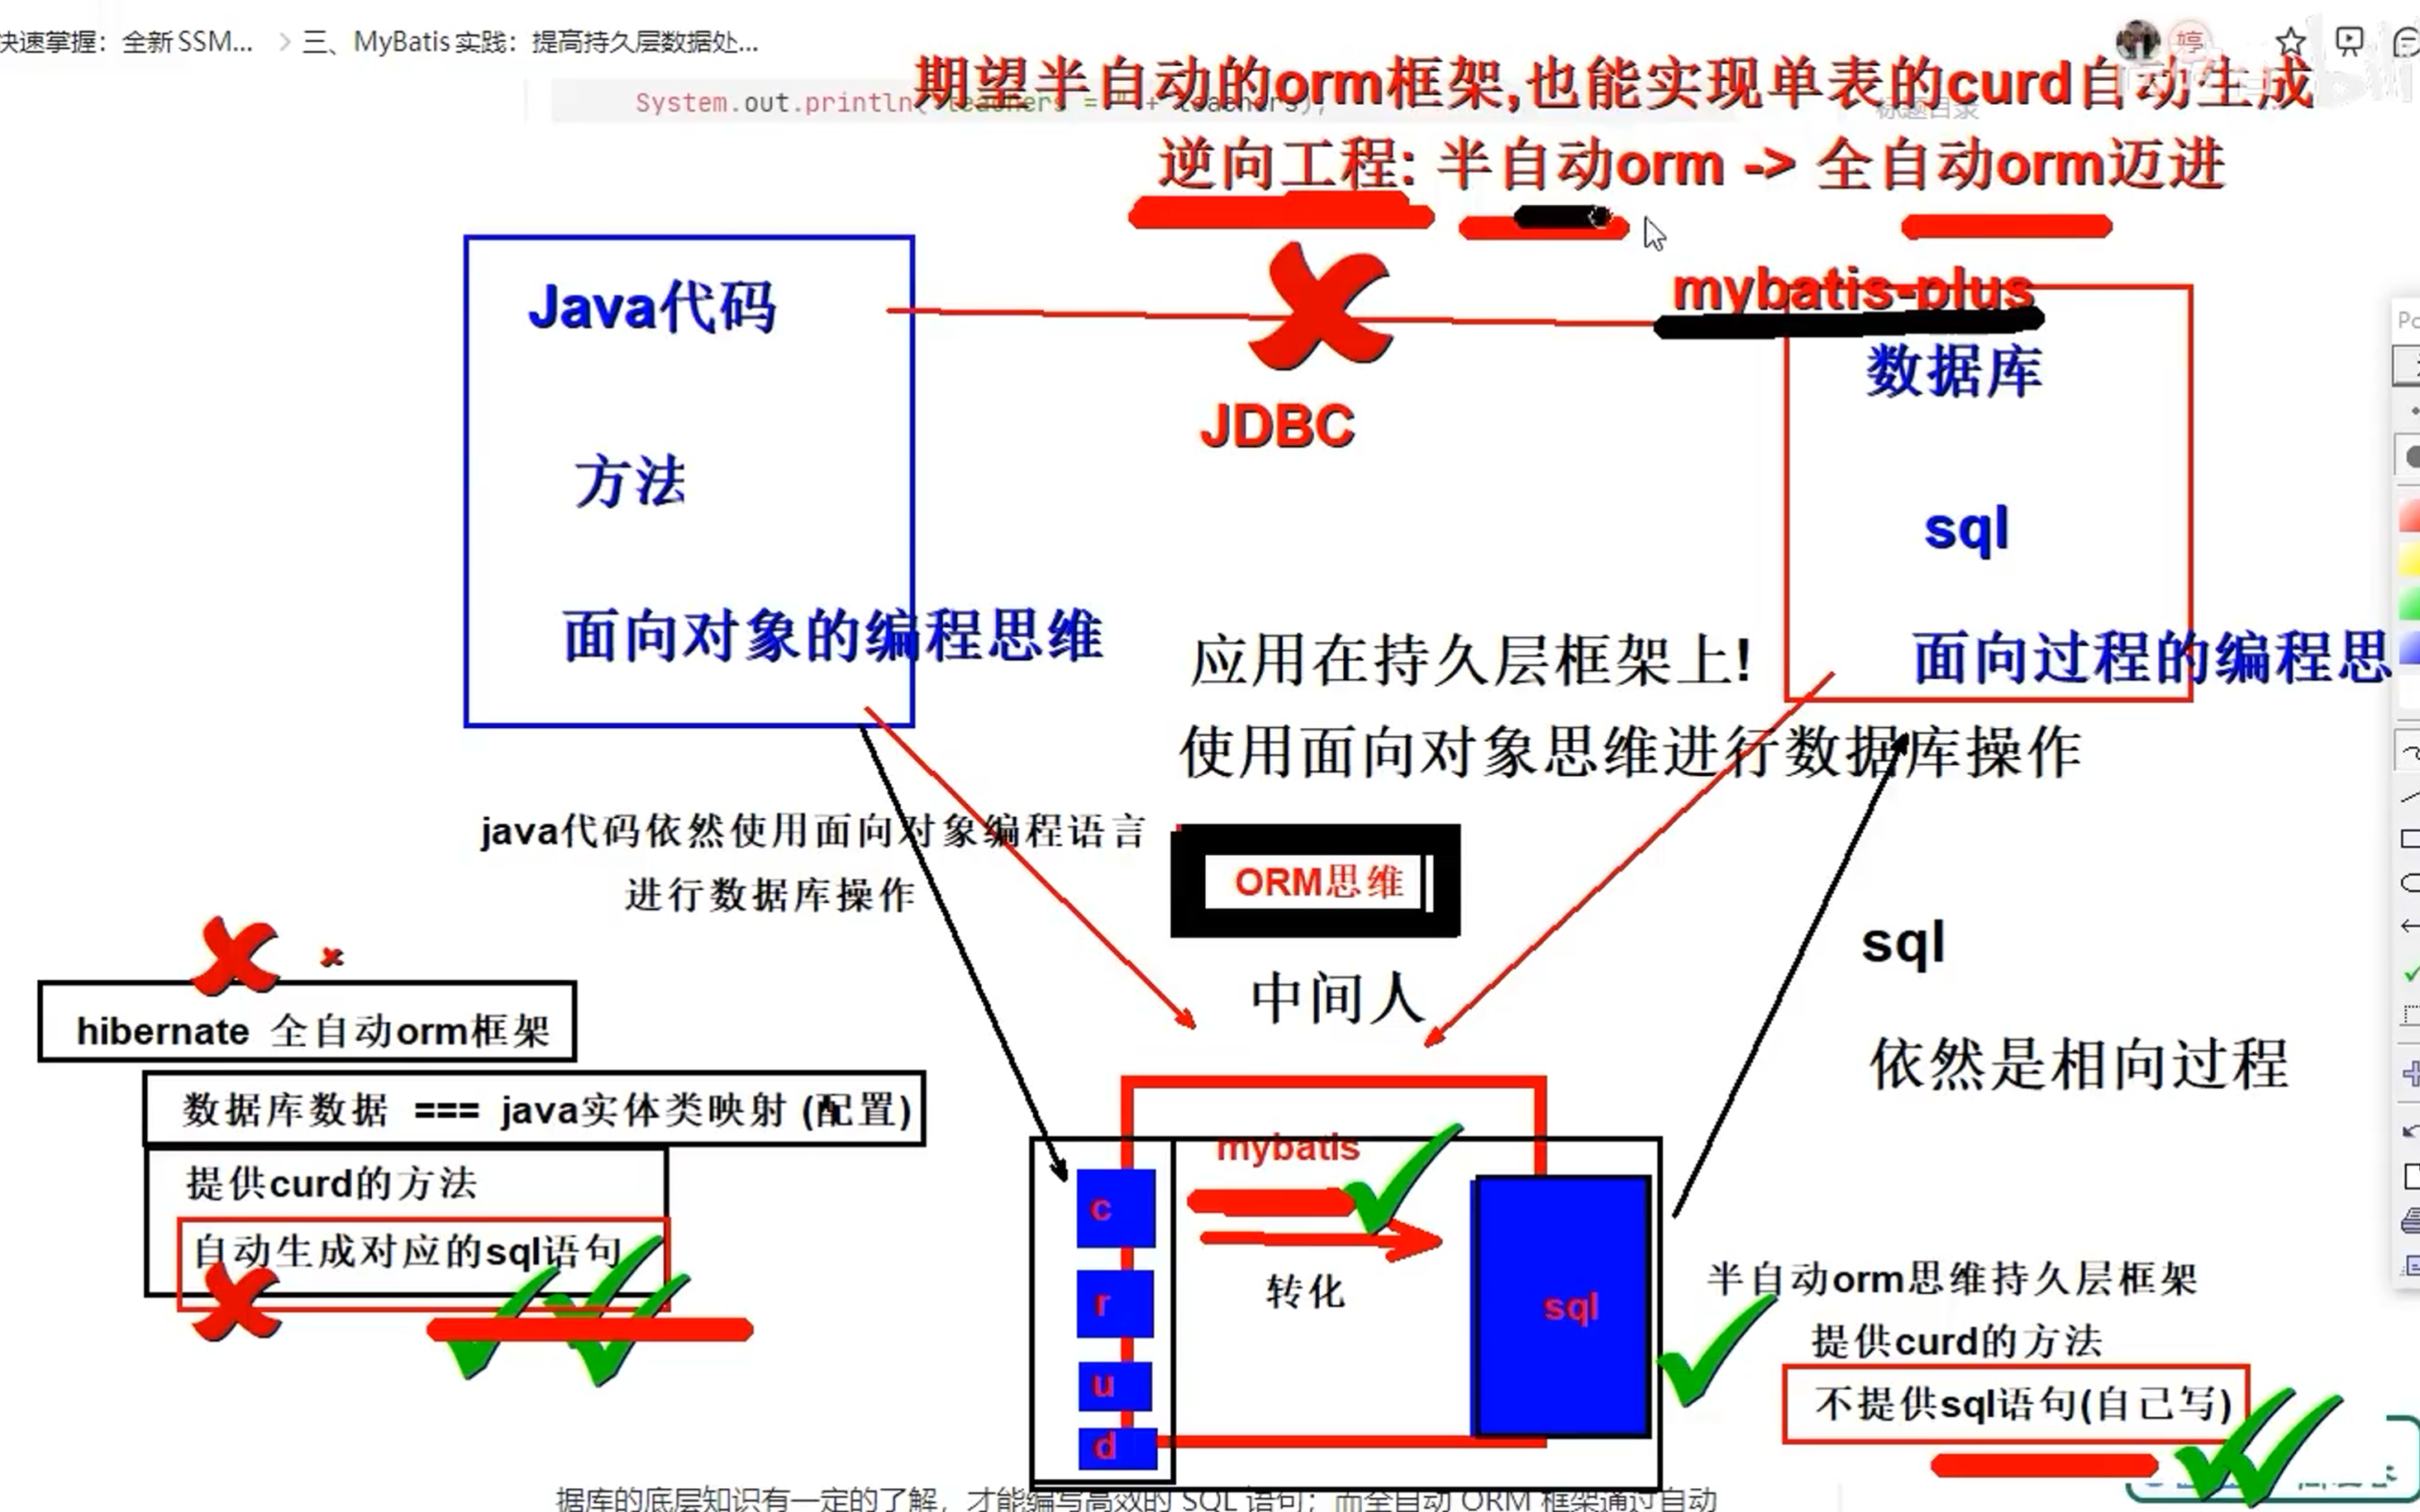 快速掌握：全新 SSM... > 三、MyBatis 实践：提高持久层数据处...
期望半自动的orm框架,也能实现单表的curd自动生成
System.out.println
标题目录
逆向工程: 半自动orm -> 全自动orm迈进
mybatis-plus
Java代码
数据库
JDBC
方法
sql
面向对象的编程思维
应用在持久层框架上!
面向过程的编程思
使用面向对象思维进行数据库操作
java代码依然使用面向对象编程语言
进行数据库操作
ORM思维
sql
中间人
hibernate 全自动orm框架
依然是相向过程
数据库数据 === java实体类映射 (配置)
mybatis
提供curd的方法
c
自动生成对应的sql语句
转化
r
sql
半自动orm思维持久层框架
提供curd的方法
u
不提供sql语句(自己写)
d
据库的底层知识有一定的了解，才能编写高效的 SQL 语句；而全自动 ORM 框架通过自动